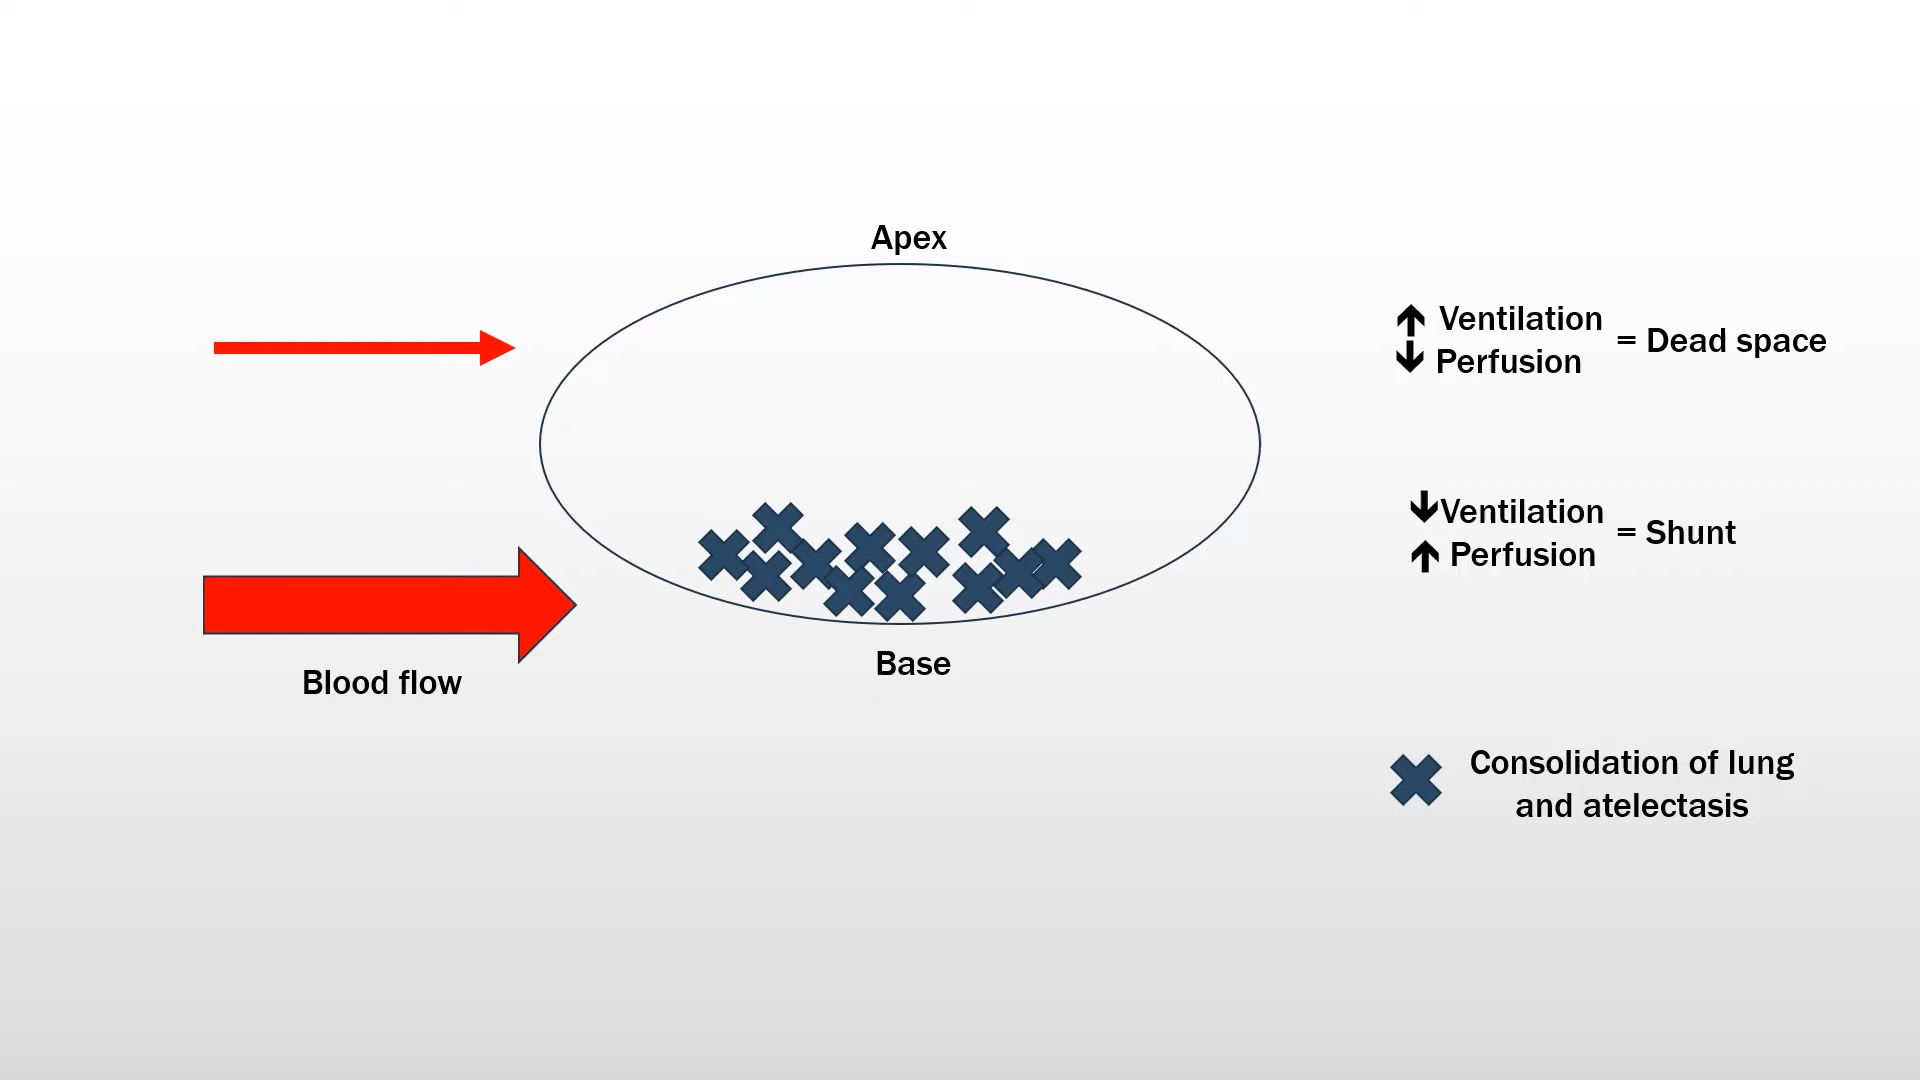 Apex
↑ Ventilation
↓ Perfusion
= Dead space
↓ Ventilation
↑ Perfusion
= Shunt
Base
Blood flow
Consolidation of lung
and atelectasis